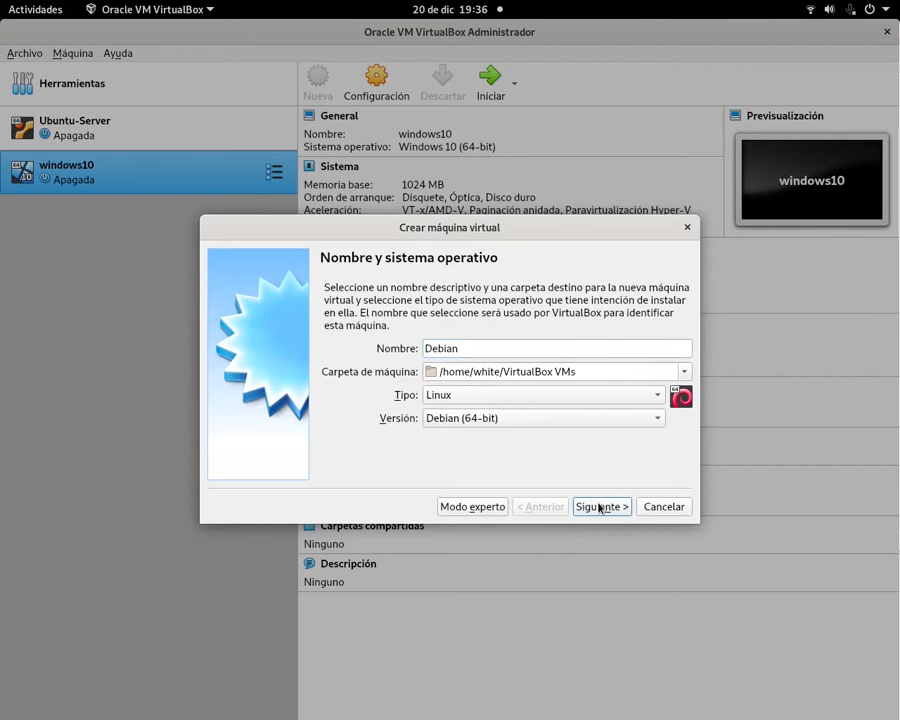 Actividades
Oracle VM VirtualBox
20 de dic 19:36
Oracle VM VirtualBox Administrador
Archivo Máquina Ayuda
Herramientas
Nueva Configuración Descartar Iniciar
Ubuntu-Server
Apagada
windows10
Apagada
General
Nombre: windows10
Sistema operativo: Windows 10 (64-bit)
Sistema
Memoria base: 1024 MB
Orden de arranque: Disquete, Óptica, Disco duro
Aceleración: VT-x/AMD-V, Paginación anidada, Paravirtualización Hyper-V
Previsualización
windows10
Crear máquina virtual
Nombre y sistema operativo
Seleccione un nombre descriptivo y una carpeta destino para la nueva máquina
virtual y seleccione el tipo de sistema operativo que tiene intención de instalar
en ella. El nombre que seleccione será usado por VirtualBox para identificar
esta máquina.
Nombre: Debian
Carpeta de máquina: /home/white/VirtualBox VMs
Tipo: Linux
64
Versión: Debian (64-bit)
Modo experto < Anterior Siguiente > Cancelar
Carpetas compartidas
Ninguno
Descripción
Ninguno